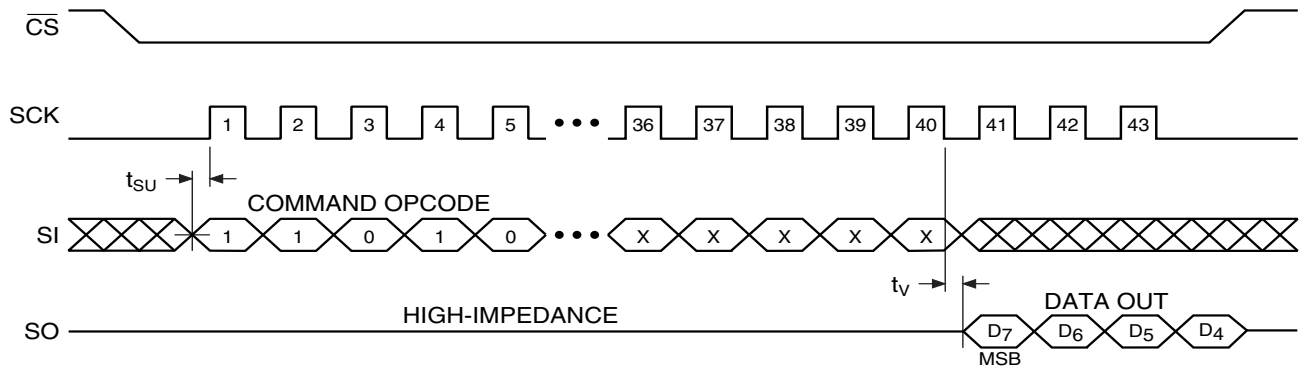 CS
SCK
1 2 3 4 5 ••• 36 37 38 39 40 41 42 43
tSU
COMMAND OPCODE
SI
1 1 0 1 0 ••• X X X X X
tV
HIGH-IMPEDANCE
DATA OUT
SO
D7 D6 D5 D4
MSB